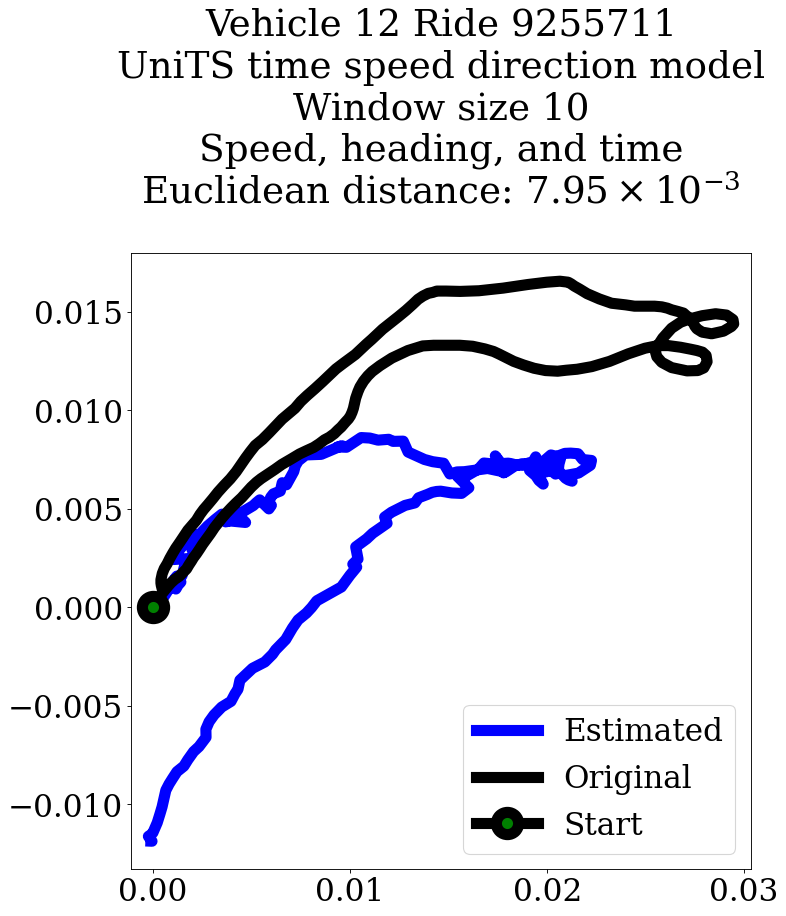 Vehicle 12 Ride 9255711
UniTS time speed direction model
Window size 10
Speed, heading, and time
Euclidean distance: 7.95 × 10⁻³
0.015
0.010
0.005
0.000
−0.005
−0.010
0.00 0.01 0.02 0.03
Estimated
Original
Start